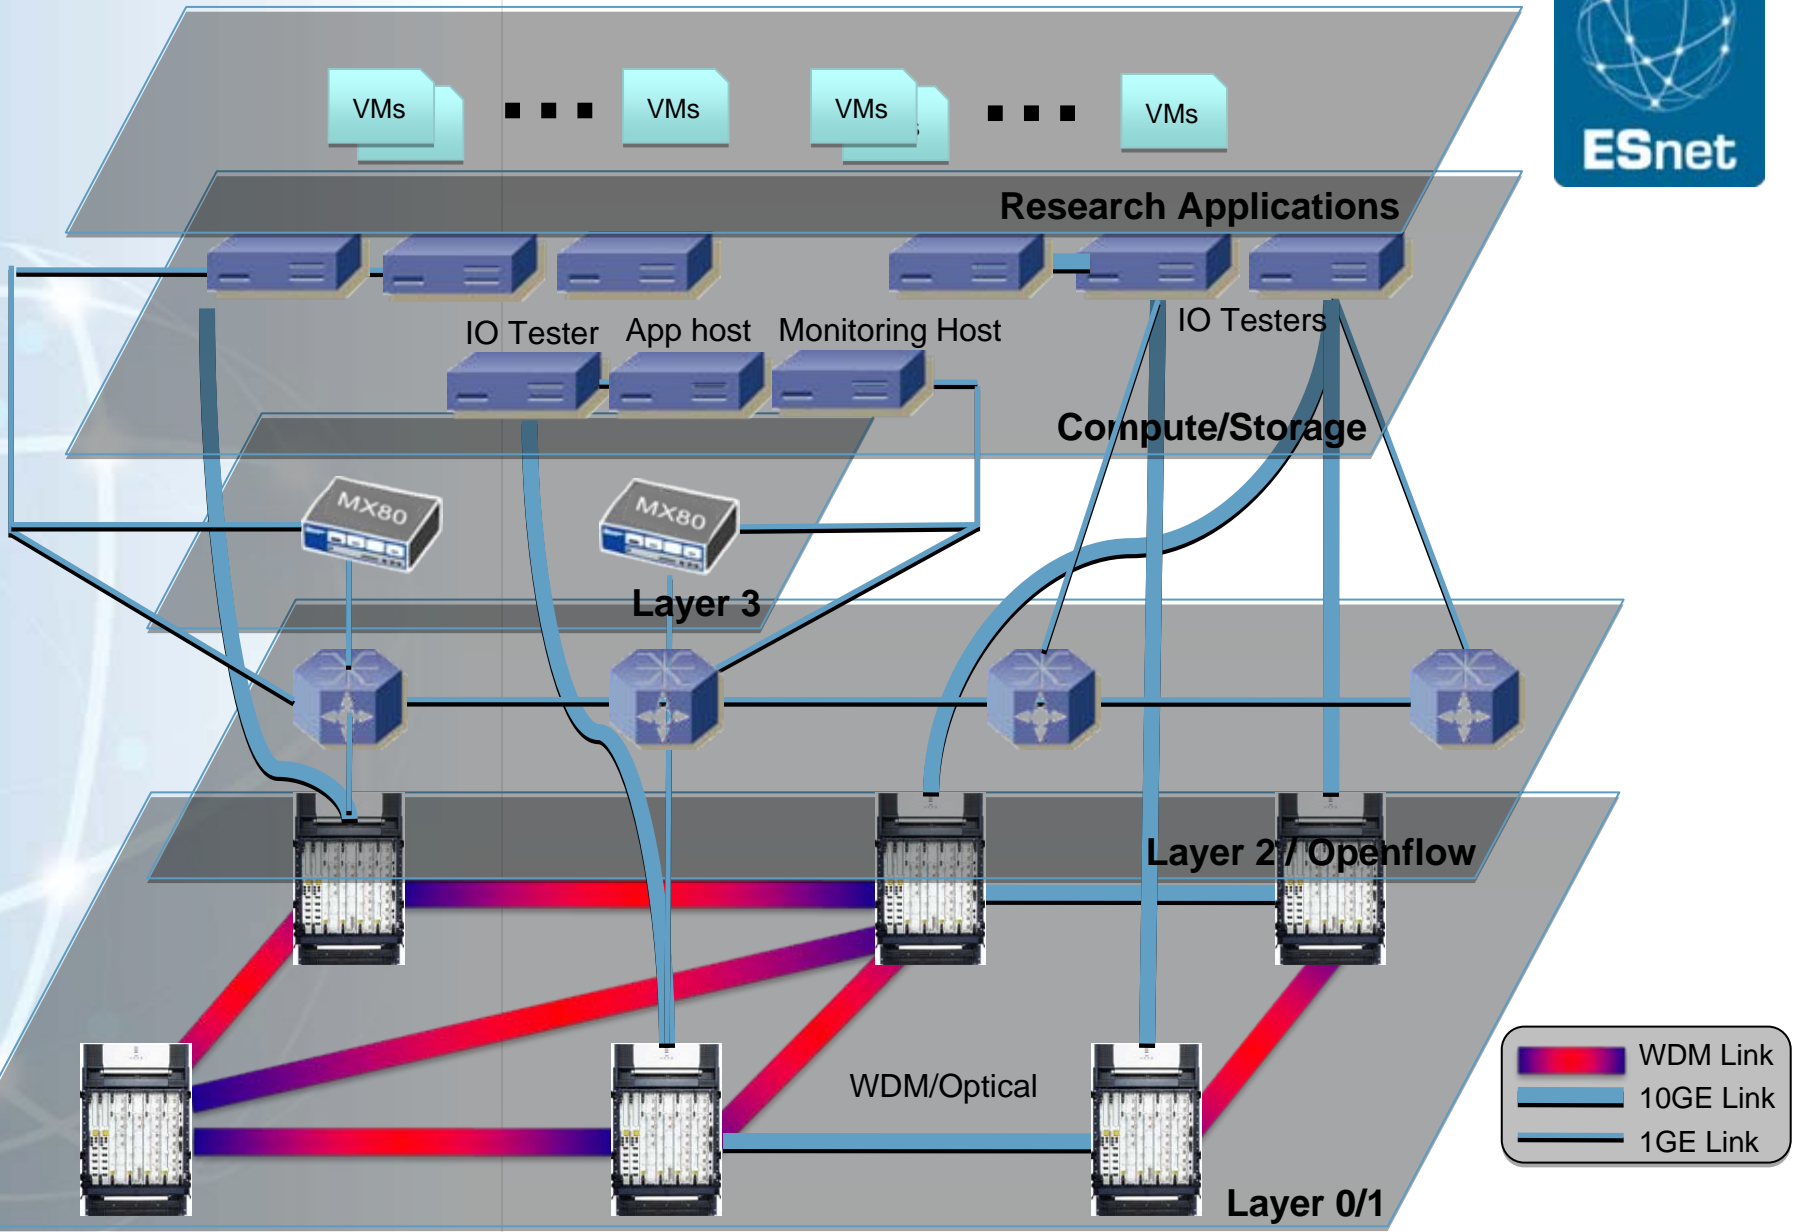 VMs
VMs
VMs
VMs
ESnet
Research Applications
IO Tester
App host
Monitoring Host
IO Testers
Compute/Storage
MX80
MX80
Layer 3
Layer 2 / Openflow
WDM/Optical
WDM Link
10GE Link
1GE Link
Layer 0/1